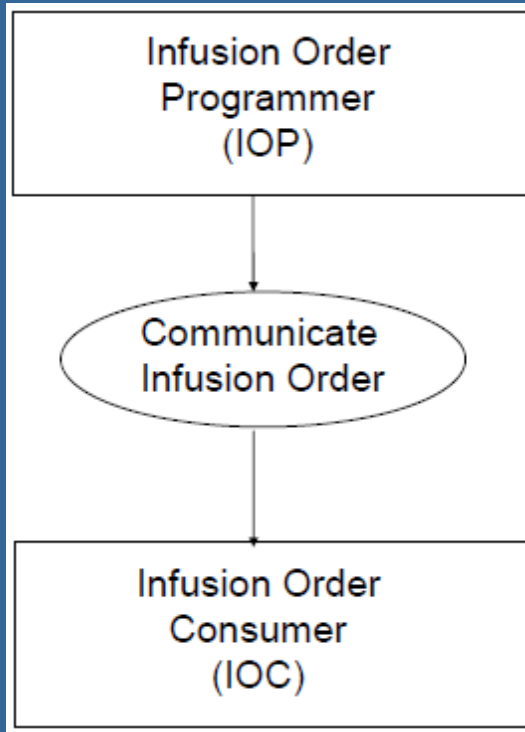 Infusion Order
Programmer
(IOP)
Communicate
Infusion Order
Infusion Order
Consumer
(IOC)